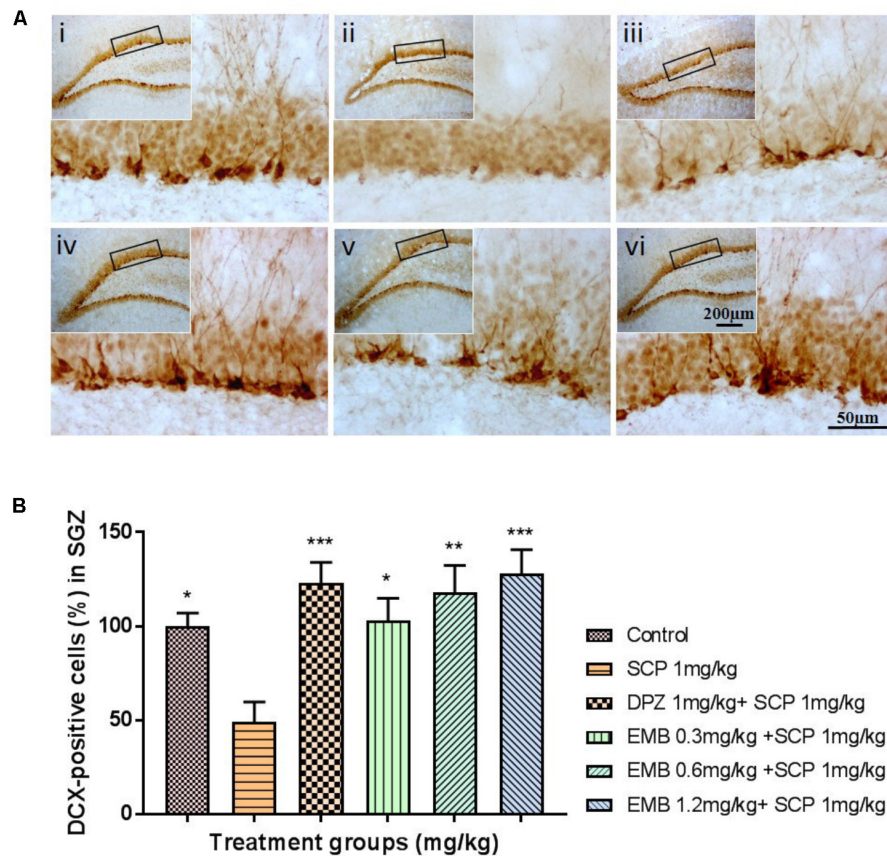 A
i
ii
iii
iv
v
vi
200µm
50µm
B
DCX-positive cells (%) in SGZ
150
100
50
0
*
***
*
**
***
Treatment groups (mg/kg)
Control
SCP 1mg/kg
DPZ 1mg/kg+ SCP 1mg/kg
EMB 0.3mg/kg +SCP 1mg/kg
EMB 0.6mg/kg +SCP 1mg/kg
EMB 1.2mg/kg+ SCP 1mg/kg